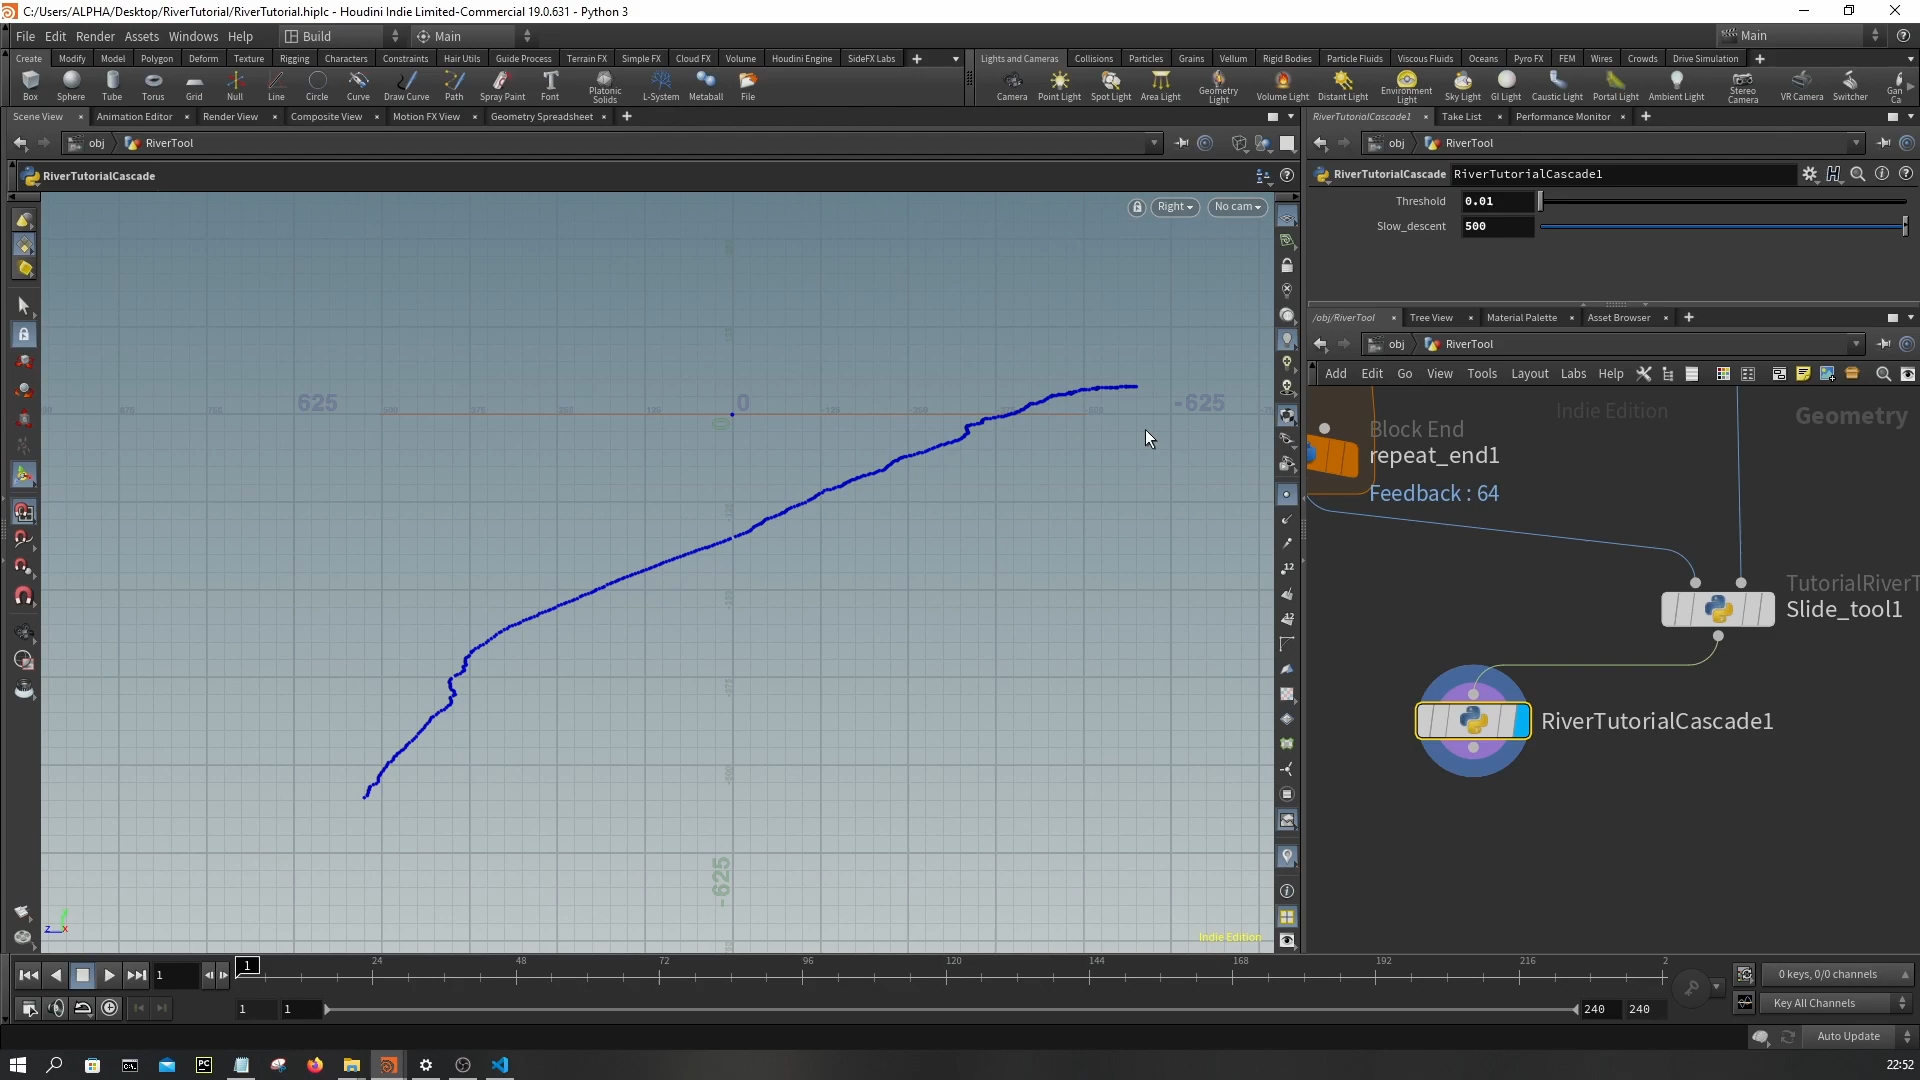 C:/Users/ALPHA/Desktop/RiverTutorial/RiverTutorial.hiplc - Houdini Indie Limited-Commercial 19.0.631 - Python 3
File Edit Render Assets Windows Help Build Main Main
Create Modify Model Polygon Deform Texture Rigging Characters Constraints Hair Utils Guide Process Terrain FX Simple FX Cloud FX Volume Houdini Engine SideFX Labs
Lights and Cameras Collisions Particles Grains Vellum Rigid Bodies Particle Fluids Viscous Fluids Oceans Pyro FX FEM Wires Crowds Drive Simulation
Box Sphere Tube Torus Grid Null Line Circle Curve Draw Curve Path Spray Paint Font Platonic Solids L-System Metaball File
Camera Point Light Spot Light Area Light Geometry Light Volume Light Distant Light Environment Light Sky Light GI Light Caustic Light Portal Light Ambient Light Stereo Camera VR Camera Switcher Gan Ca
Scene View Animation Editor Render View Composite View Motion FX View Geometry Spreadsheet
RiverTutorialCascade1 Take List Performance Monitor
obj RiverTool
obj RiverTool
RiverTutorialCascade
RiverTutorialCascade RiverTutorialCascade1
Threshold 0.01
Slow_descent 500
Right No cam
625 0 -625
-625
z x
Indie Edition
/obj/RiverTool Tree View Material Palette Asset Browser
obj RiverTool
Add Edit Go View Tools Layout Labs Help
Indie Edition Geometry
Block End
repeat_end1
Feedback : 64
TutorialRiverT
Slide_tool1
RiverTutorialCascade1
1 1 24 48 72 96 120 144 168 192 216 2
0 keys, 0/0 channels
1 1 240 240
Key All Channels
Auto Update
22:52